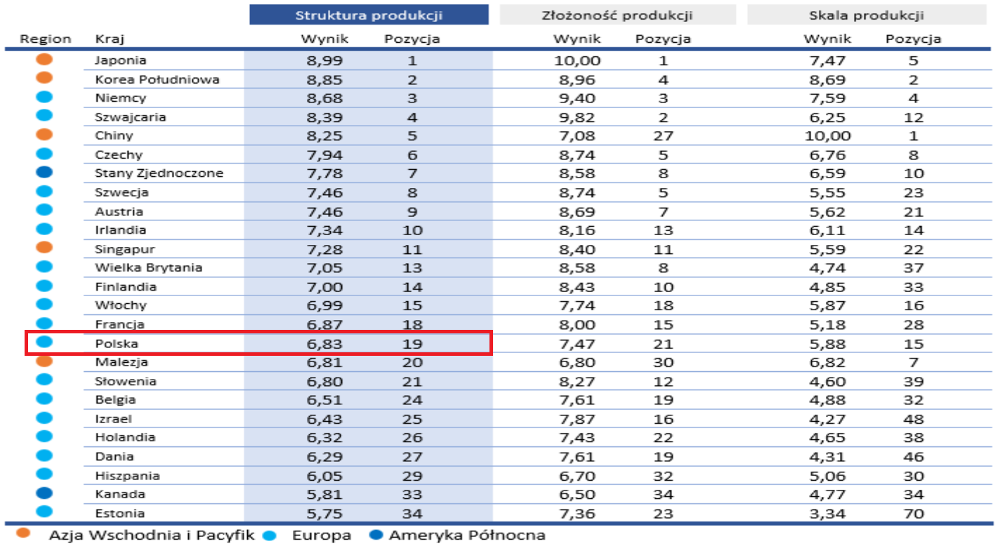 Struktura produkcji Złożoność produkcji Skala produkcji
Region Kraj Wynik Pozycja Wynik Pozycja Wynik Pozycja
Japonia 8,99 1 10,00 1 7,47 5
Korea Południowa 8,85 2 8,96 4 8,69 2
Niemcy 8,68 3 9,40 3 7,59 4
Szwajcaria 8,39 4 9,82 2 6,25 12
Chiny 8,25 5 7,08 27 10,00 1
Czechy 7,94 6 8,74 5 6,76 8
Stany Zjednoczone 7,78 7 8,58 8 6,59 10
Szwecja 7,46 8 8,74 5 5,55 23
Austria 7,46 9 8,69 7 5,62 21
Irlandia 7,34 10 8,16 13 6,11 14
Singapur 7,28 11 8,40 11 5,59 22
Wielka Brytania 7,05 13 8,58 8 4,74 37
Finlandia 7,00 14 8,43 10 4,85 33
Włochy 6,99 15 7,74 18 5,87 16
Francja 6,87 18 8,00 15 5,18 28
Polska 6,83 19 7,47 21 5,88 15
Malezja 6,81 20 6,80 30 6,82 7
Słowenia 6,80 21 8,27 12 4,60 39
Belgia 6,51 24 7,61 19 4,88 32
Izrael 6,43 25 7,87 16 4,27 48
Holandia 6,32 26 7,43 22 4,65 38
Dania 6,29 27 7,61 19 4,31 46
Hiszpania 6,05 29 6,70 32 5,06 30
Kanada 5,81 33 6,50 34 4,77 34
Estonia 5,75 34 7,36 23 3,34 70
Azja Wschodnia i Pacyfik Europa Ameryka Północna